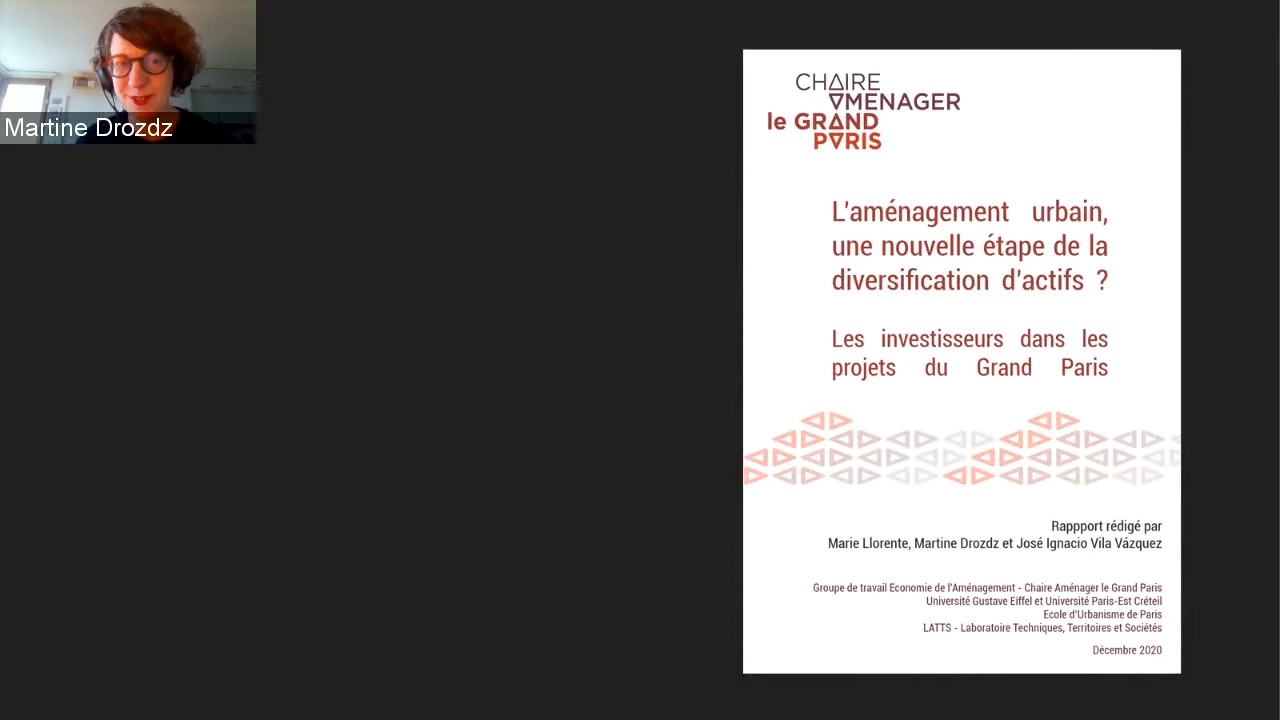 Martine Drozdz
CHAIRE
AMENAGER
le GRAND
PARIS
L'aménagement urbain,
une nouvelle étape de la
diversification d'actifs ?
Les investisseurs dans les
projets du Grand Paris
Rappport rédigé par
Marie Llorente, Martine Drozdz et José Ignacio Vila Vázquez
Groupe de travail Economie de l'Aménagement - Chaire Aménager le Grand Paris
Université Gustave Eiffel et Université Paris-Est Créteil
Ecole d'Urbanisme de Paris
LATTS - Laboratoire Techniques, Territoires et Sociétés
Décembre 2020